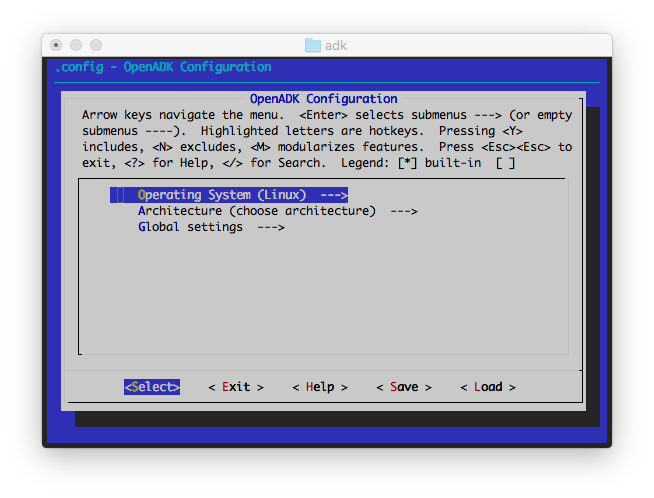 adk
.config - OpenADK Configuration
OpenADK Configuration
Arrow keys navigate the menu.  <Enter> selects submenus ---> (or empty
submenus ----).  Highlighted letters are hotkeys.  Pressing <Y>
includes, <N> excludes, <M> modularizes features.  Press <Esc><Esc> to
exit, <?> for Help, </> for Search.  Legend: [*] built-in  [ ]
Operating System (Linux)  --->
Architecture (choose architecture)  --->
Global settings  --->
<Select>    < Exit >    < Help >    < Save >    < Load >